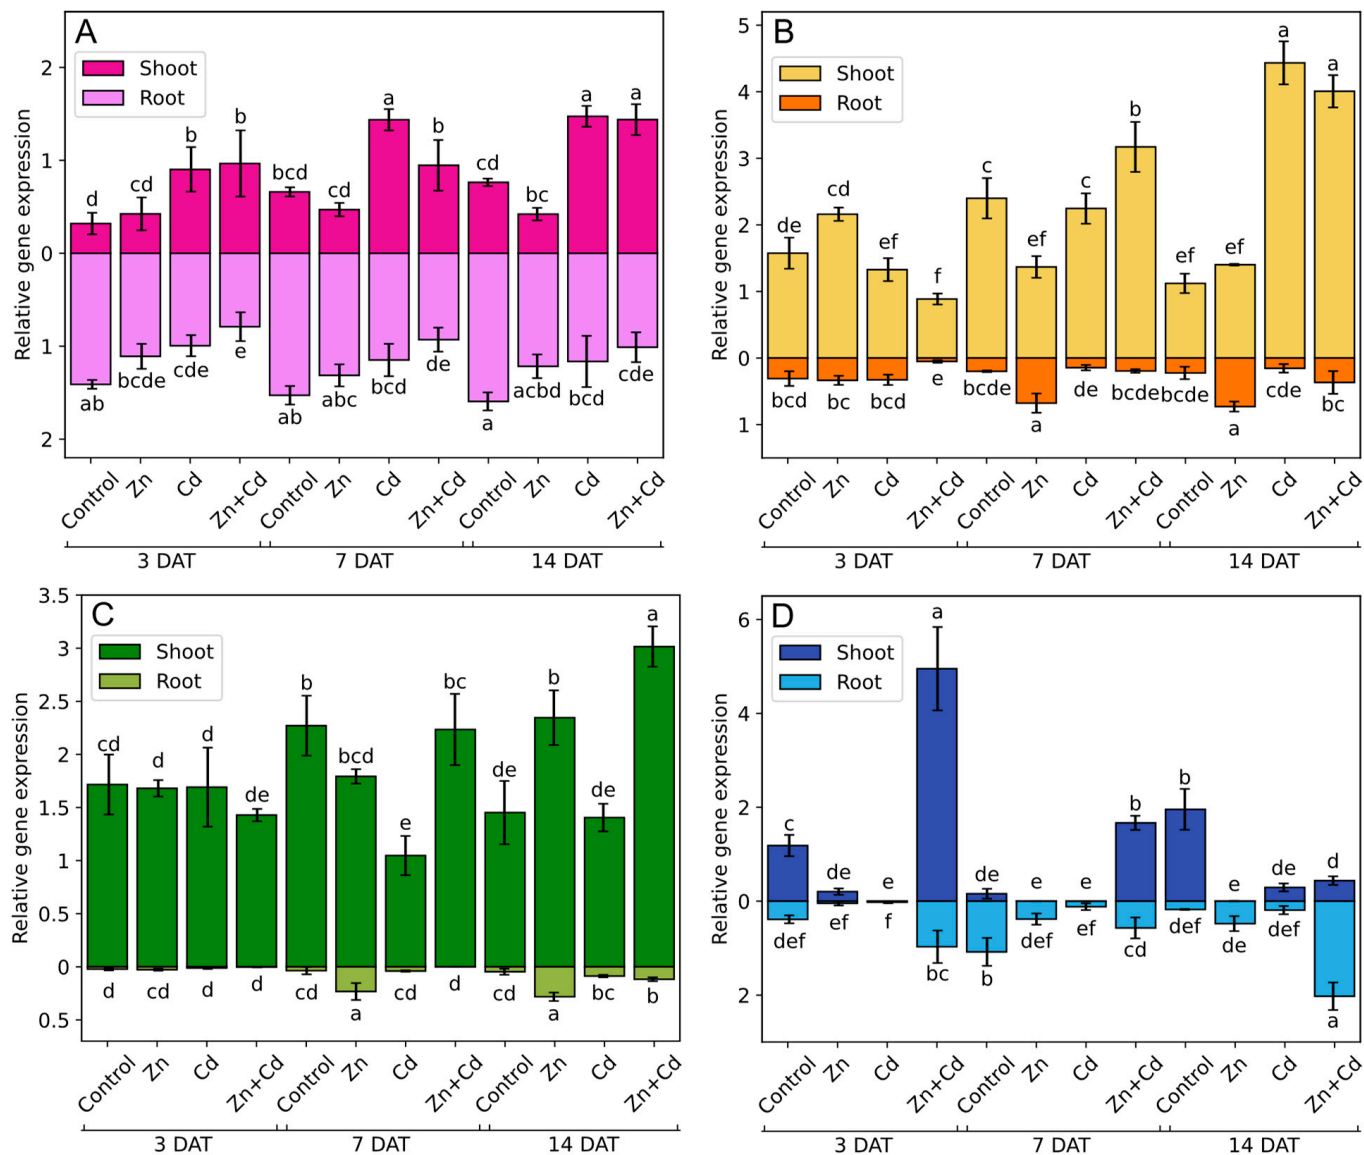 A
Shoot
Root
Relative gene expression
2
1
0
1
2
d
cd
b
b
bcd
cd
a
b
cd
bc
a
a
ab
bcde
cde
e
ab
abc
bcd
de
a
acbd
bcd
cde
Control
Zn
Cd
Zn+Cd
Control
Zn
Cd
Zn+Cd
Control
Zn
Cd
Zn+Cd
3 DAT
7 DAT
14 DAT
B
Shoot
Root
Relative gene expression
5
4
3
2
1
0
1
de
cd
ef
f
c
ef
c
b
ef
ef
a
a
bcd
bc
bcd
e
bcde
a
de
bcde
bcde
a
cde
bc
Control
Zn
Cd
Zn+Cd
Control
Zn
Cd
Zn+Cd
Control
Zn
Cd
Zn+Cd
3 DAT
7 DAT
14 DAT
C
Shoot
Root
Relative gene expression
3.5
3
2.5
2
1.5
1
0.5
0
0.5
cd
d
d
de
b
bcd
e
bc
de
b
de
a
d
cd
d
d
cd
a
cd
d
cd
a
bc
b
Control
Zn
Cd
Zn+Cd
Control
Zn
Cd
Zn+Cd
Control
Zn
Cd
Zn+Cd
3 DAT
7 DAT
14 DAT
D
Shoot
Root
Relative gene expression
6
4
2
0
2
c
de
e
a
de
e
e
b
b
e
de
d
def
ef
f
bc
b
def
ef
cd
def
de
def
a
Control
Zn
Cd
Zn+Cd
Control
Zn
Cd
Zn+Cd
Control
Zn
Cd
Zn+Cd
3 DAT
7 DAT
14 DAT